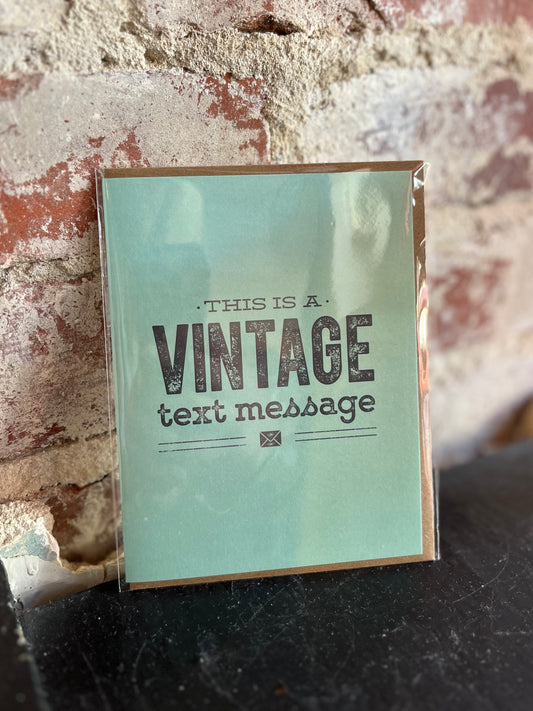 · THIS IS A ·
VINTAGE
text message